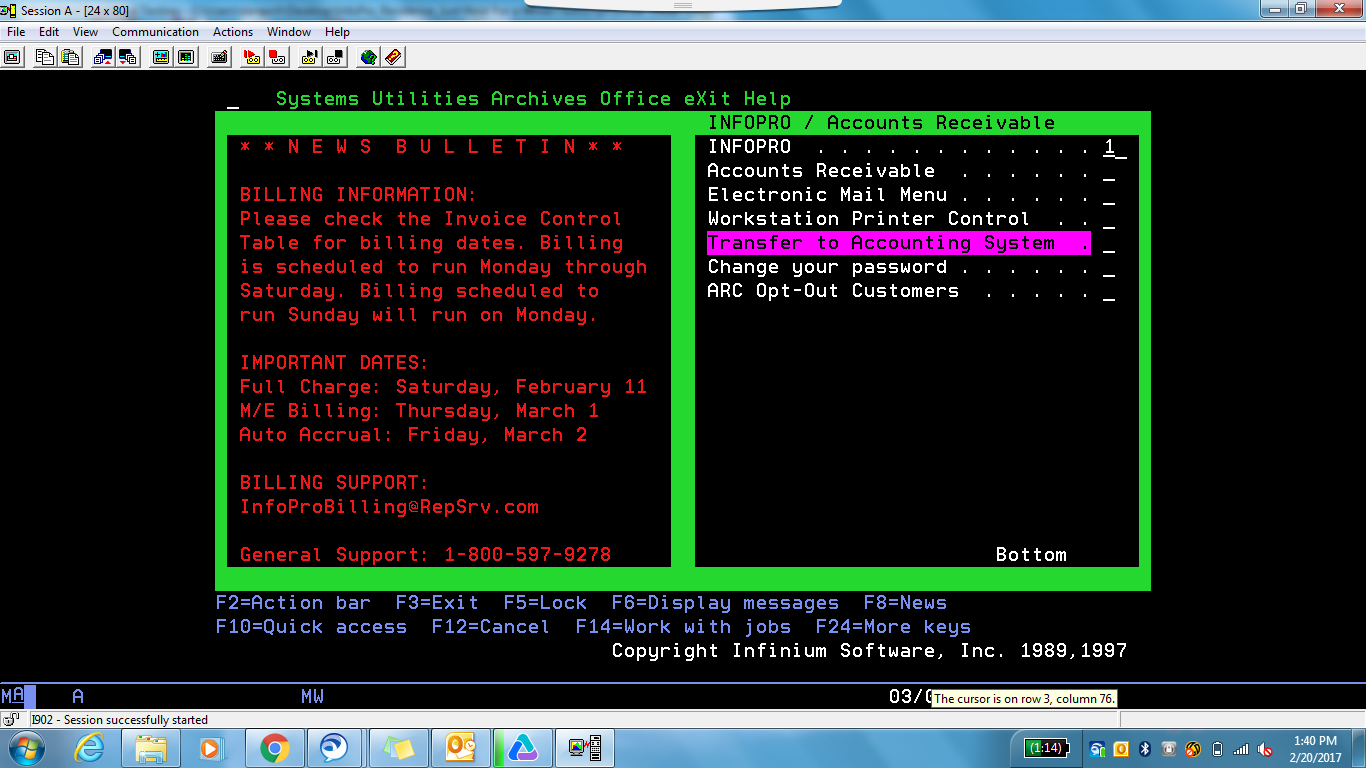 Session A - [24 x 80]
File Edit View Communication Actions Window Help
_ Systems Utilities Archives Office eXit Help
INFOPRO / Accounts Receivable
* * N E W S B U L L E T I N * *
BILLING INFORMATION:
Please check the Invoice Control
Table for billing dates. Billing
is scheduled to run Monday through
Saturday. Billing scheduled to
run Sunday will run on Monday.
IMPORTANT DATES:
Full Charge: Saturday, February 11
M/E Billing: Thursday, March 1
Auto Accrual: Friday, March 2
BILLING SUPPORT:
InfoProBilling@RepSrv.com
General Support: 1-800-597-9278
INFOPRO . . . . . . . . . . . . 1_
Accounts Receivable . . . . . . _
Electronic Mail Menu . . . . . . _
Workstation Printer Control . . _
Transfer to Accounting System . _
Change your password . . . . . . _
ARC Opt-Out Customers . . . . . _
Bottom
F2=Action bar F3=Exit F5=Lock F6=Display messages F8=News
F10=Quick access F12=Cancel F14=Work with jobs F24=More keys
Copyright Infinium Software, Inc. 1989,1997
MA A MW 03/0
The cursor is on row 3, column 76.
I902 - Session successfully started
(1:14)
1:40 PM
2/20/2017